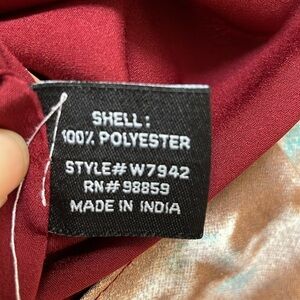 SHELL:
100% POLYESTER
STYLE# W7942
RN# 98859
MADE IN INDIA